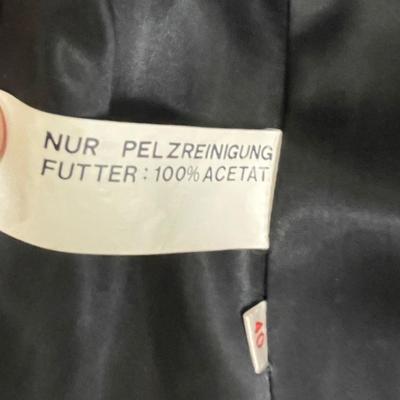 NUR PELZREINIGUNG
FUTTER: 100% ACETAT
40